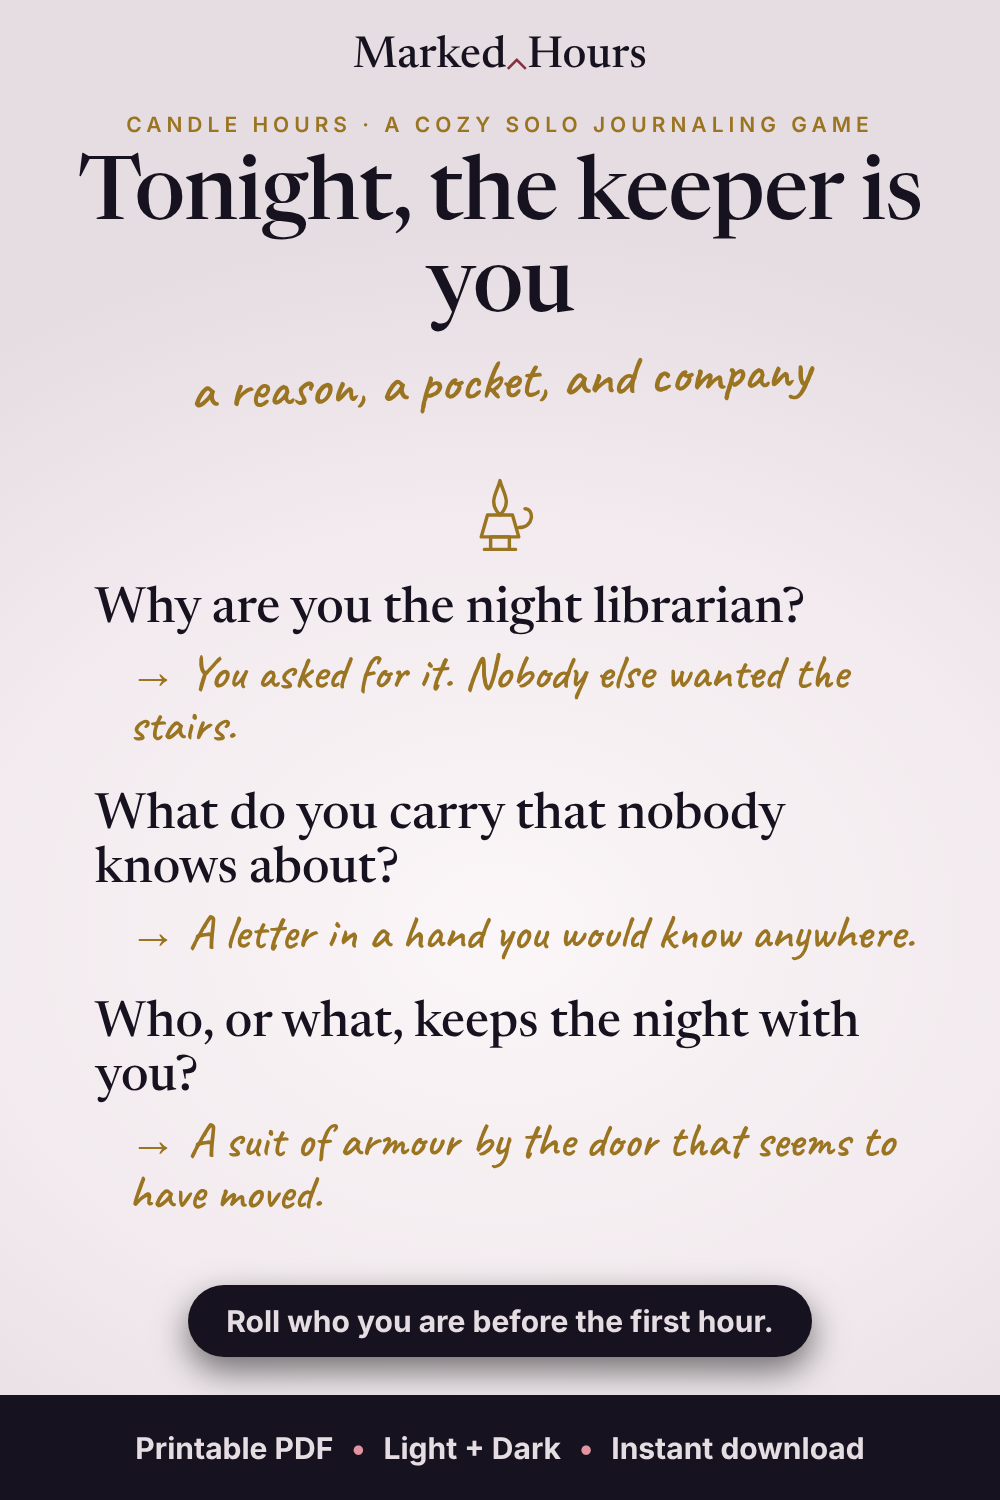 Marked‸Hours
CANDLE HOURS · A COZY SOLO JOURNALING GAME
Tonight, the keeper is
you
a reason, a pocket, and company
Why are you the night librarian?
→ You asked for it. Nobody else wanted the
stairs.
What do you carry that nobody
knows about?
→ A letter in a hand you would know anywhere.
Who, or what, keeps the night with
you?
→ A suit of armour by the door that seems to
have moved.
Roll who you are before the first hour.
Printable PDF • Light + Dark • Instant download